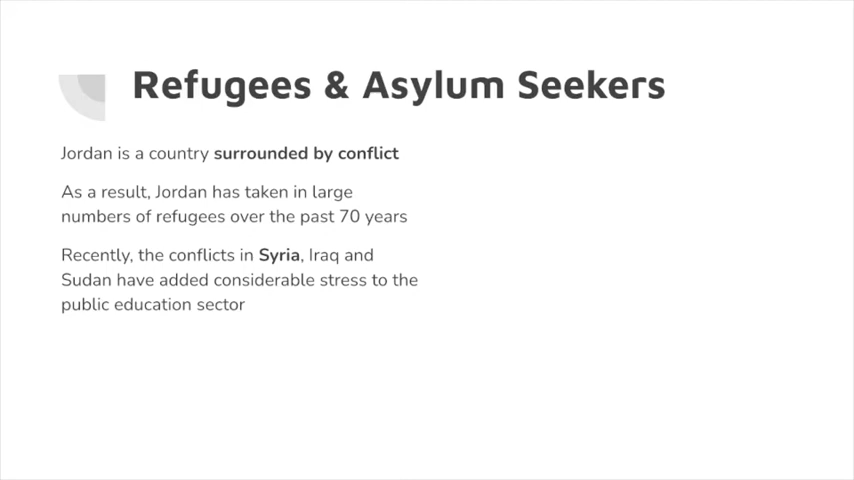 Refugees & Asylum Seekers
Jordan is a country surrounded by conflict
As a result, Jordan has taken in large
numbers of refugees over the past 70 years
Recently, the conflicts in Syria, Iraq and
Sudan have added considerable stress to the
public education sector